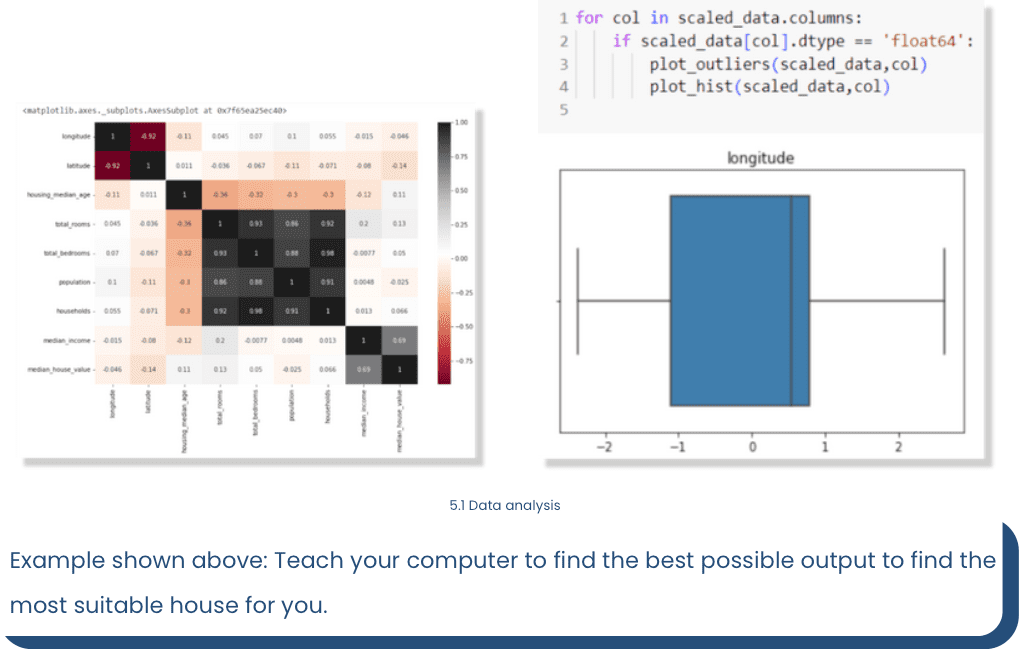 1 for col in scaled_data.columns:
2 if scaled_data[col].dtype == 'float64':
3 plot_outliers(scaled_data,col)
4 plot_hist(scaled_data,col)
5
<matplotlib.axes._subplots.AxesSubplot at 0x7f65ea25ec40>
longitude 1 -0.92 -0.11 0.045 0.07 0.1 0.055 -0.015 -0.046
latitude -0.92 1 0.011 -0.036 -0.067 -0.11 -0.071 -0.08 -0.14
housing_median_age -0.11 0.011 1 -0.36 -0.32 -0.3 -0.3 -0.12 0.11
total_rooms 0.045 -0.036 -0.36 1 0.93 0.86 0.92 0.2 0.13
total_bedrooms 0.07 -0.067 -0.32 0.93 1 0.88 0.98 -0.0077 0.05
population 0.1 -0.11 -0.3 0.86 0.88 1 0.91 0.0048 -0.025
households 0.055 -0.071 -0.3 0.92 0.98 0.91 1 0.013 0.066
median_income -0.015 -0.08 -0.12 0.2 -0.0077 0.0048 0.013 1 0.69
median_house_value -0.046 -0.14 0.11 0.13 0.05 -0.025 0.066 0.69 1
longitude
latitude
housing_median_age
total_rooms
total_bedrooms
population
households
median_income
median_house_value
1.00
0.75
0.50
0.25
0.00
-0.25
-0.50
-0.75
longitude
−2 −1 0 1 2
5.1 Data analysis
Example shown above: Teach your computer to find the best possible output to find the
most suitable house for you.